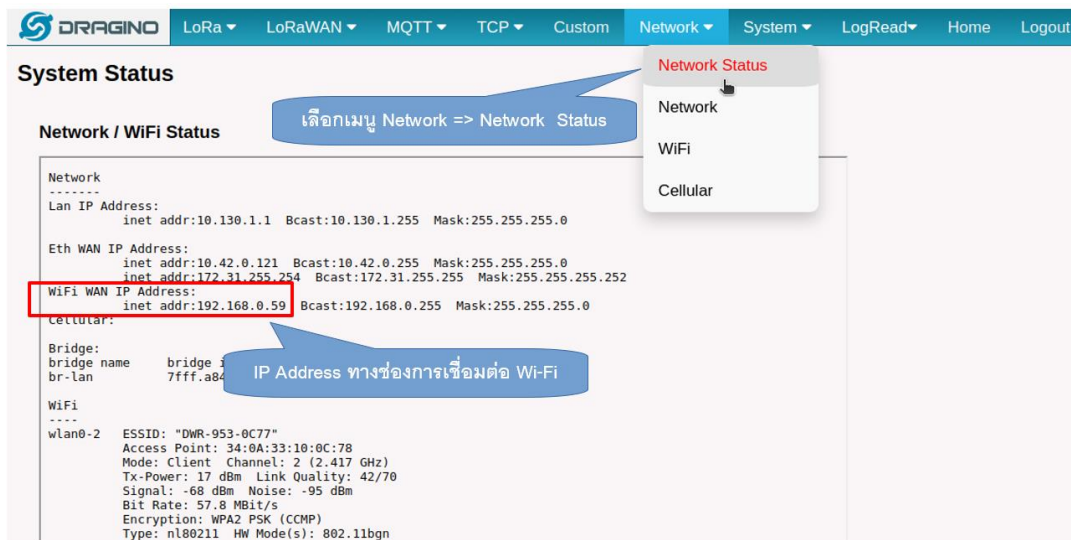 DRAGINO LoRa LoRaWAN MQTT TCP Custom Network System LogRead Home Logout
System Status
Network Status
Network
WiFi
Cellular
เลือกเมนู Network => Network Status
Network / WiFi Status
Network
-------
Lan IP Address:
inet addr:10.130.1.1 Bcast:10.130.1.255 Mask:255.255.255.0
Eth WAN IP Address:
inet addr:10.42.0.121 Bcast:10.42.0.255 Mask:255.255.255.0
inet addr:172.31.255.254 Bcast:172.31.255.255 Mask:255.255.255.252
WiFi WAN IP Address:
inet addr:192.168.0.59 Bcast:192.168.0.255 Mask:255.255.255.0
Cellular:
IP Address ทางช่องการเชื่อมต่อ Wi-Fi
Bridge:
bridge name bridge
br-lan 7fff.a84
WiFi
----
wlan0-2 ESSID: "DWR-953-0C77"
Access Point: 34:0A:33:10:0C:78
Mode: Client Channel: 2 (2.417 GHz)
Tx-Power: 17 dBm Link Quality: 42/70
Signal: -68 dBm Noise: -95 dBm
Bit Rate: 57.8 MBit/s
Encryption: WPA2 PSK (CCMP)
Type: nl80211 HW Mode(s): 802.11bgn